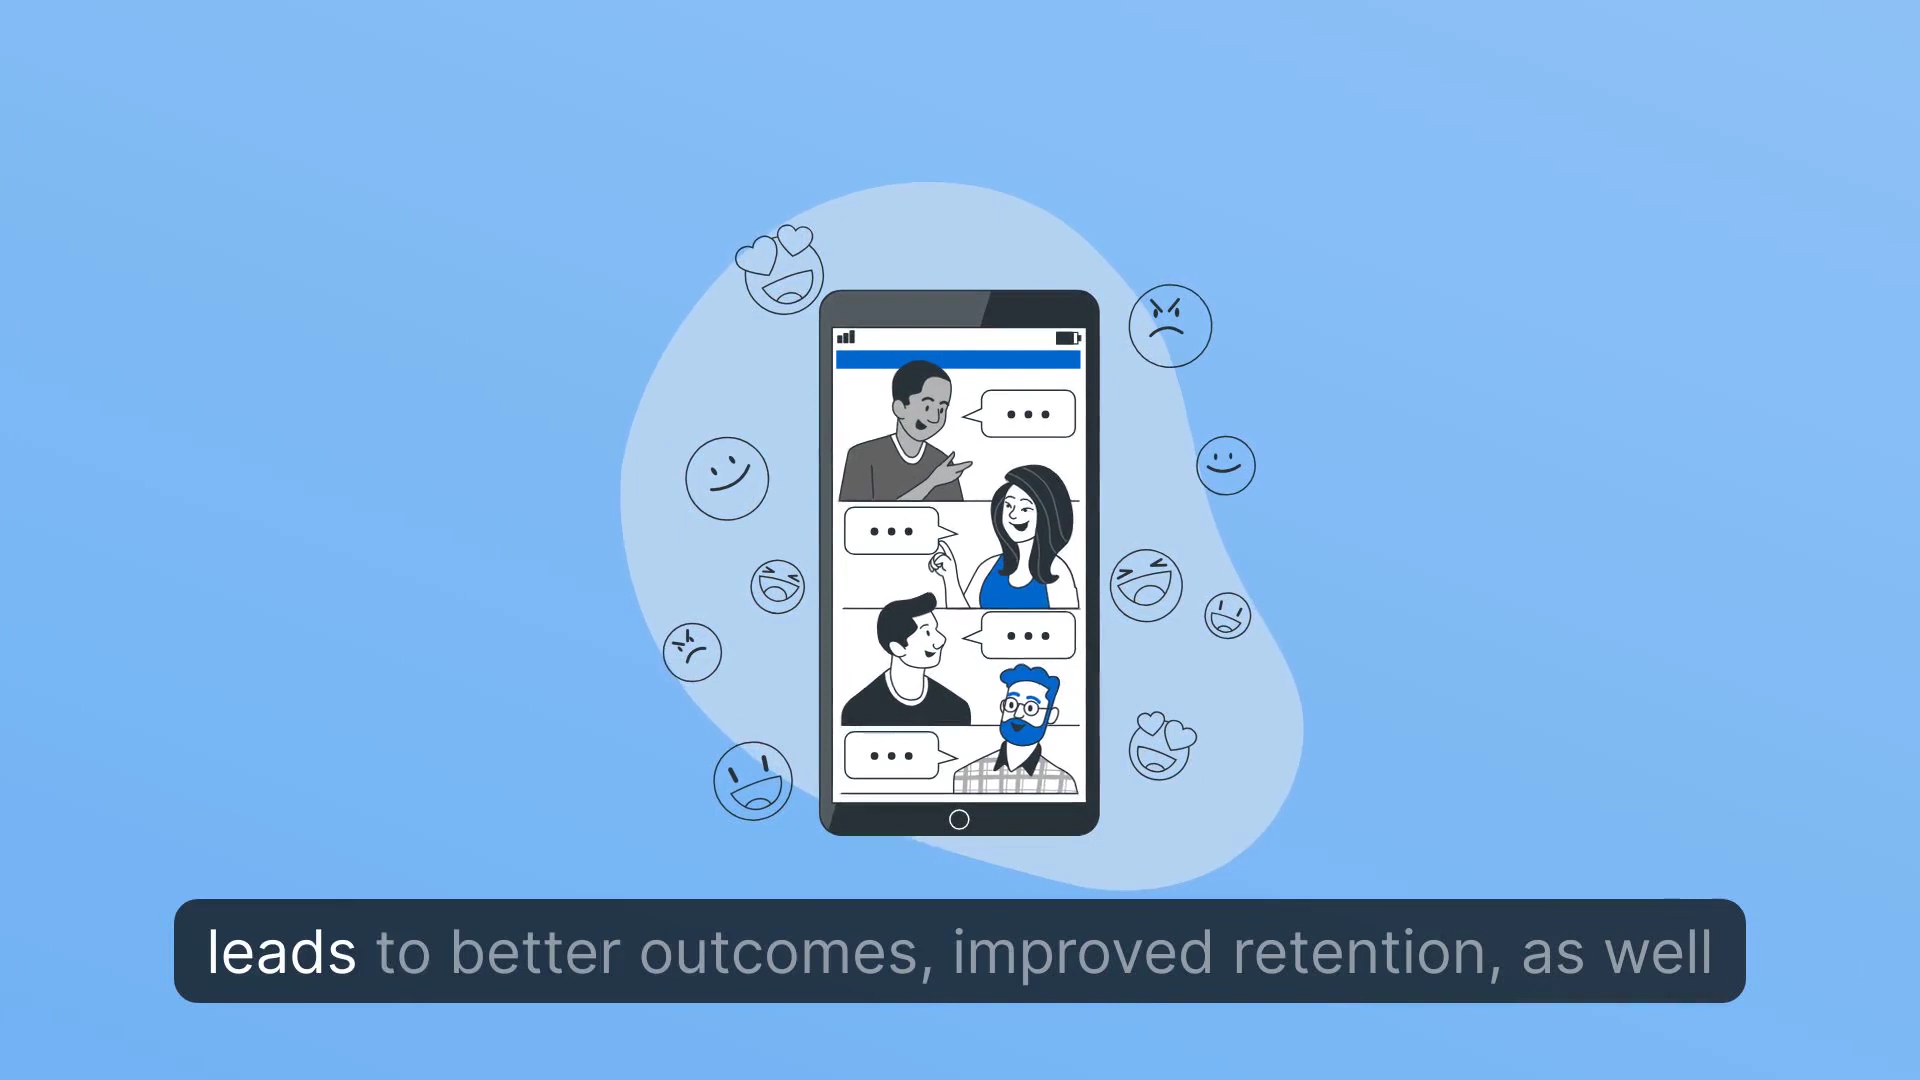 leads to better outcomes, improved retention, as well